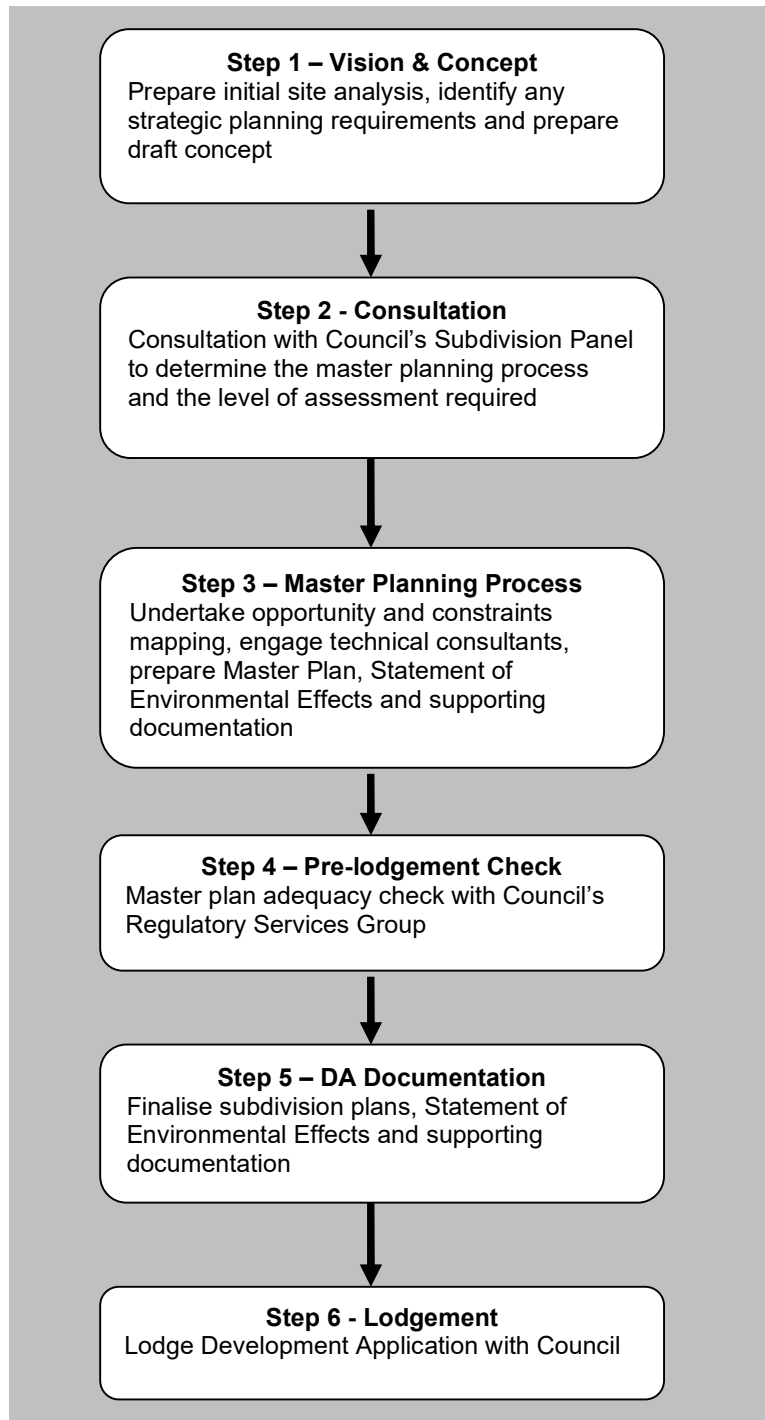 Step 1 – Vision & Concept
Prepare initial site analysis, identify any
strategic planning requirements and prepare
draft concept
Step 2 - Consultation
Consultation with Council’s Subdivision Panel
to determine the master planning process
and the level of assessment required
Step 3 – Master Planning Process
Undertake opportunity and constraints
mapping, engage technical consultants,
prepare Master Plan, Statement of
Environmental Effects and supporting
documentation
Step 4 – Pre-lodgement Check
Master plan adequacy check with Council’s
Regulatory Services Group
Step 5 – DA Documentation
Finalise subdivision plans, Statement of
Environmental Effects and supporting
documentation
Step 6 - Lodgement
Lodge Development Application with Council